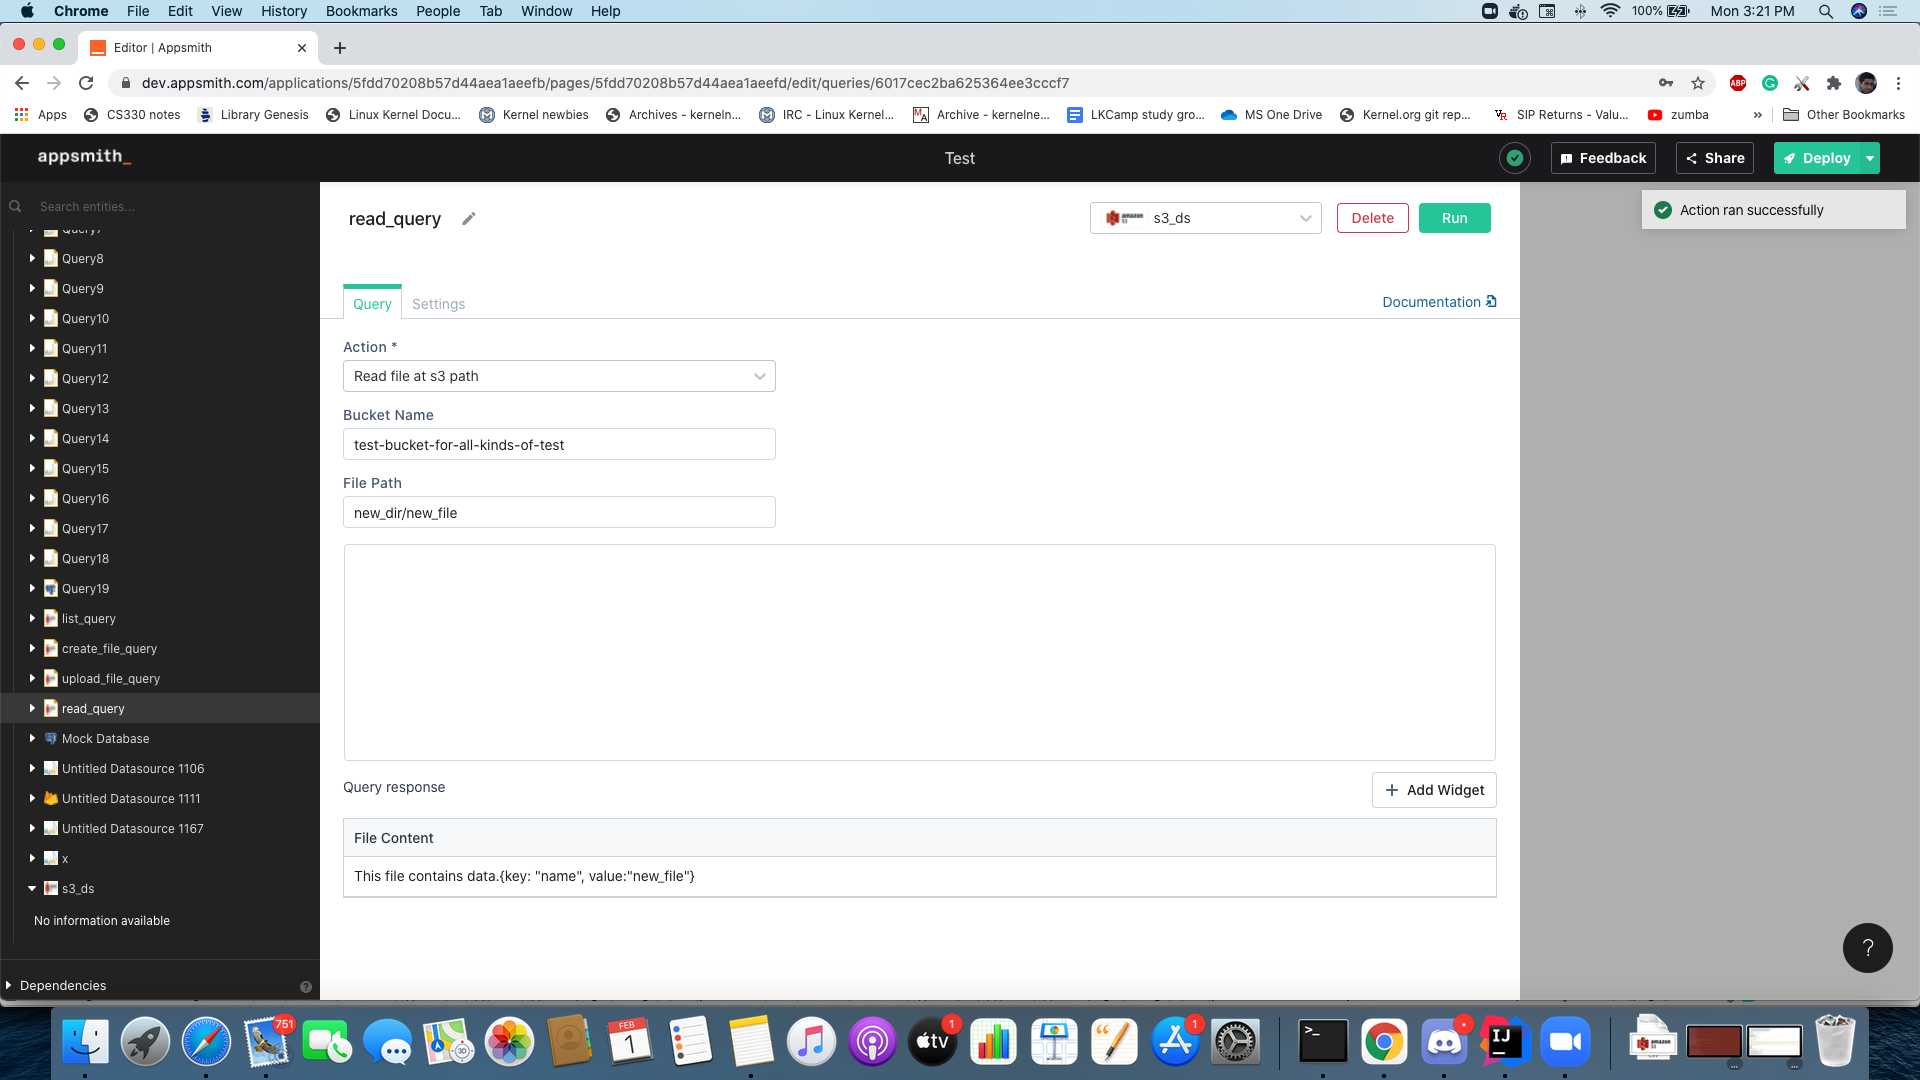 Chrome File Edit View History Bookmarks People Tab Window Help 100% Mon 3:21 PM
Editor | Appsmith
dev.appsmith.com/applications/5fdd70208b57d44aea1aeefb/pages/5fdd70208b57d44aea1aeefd/edit/queries/6017cec2ba625364ee3cccf7 ABP
Apps CS330 notes Library Genesis Linux Kernel Docu... Kernel newbies Archives - kerneln... IRC - Linux Kernel... Archive - kernelne... LKCamp study gro... MS One Drive Kernel.org git rep... SIP Returns - Valu... zumba » Other Bookmarks
appsmith_ Test Feedback Share Deploy
Search entities...
read_query amazon S3 s3_ds Delete Run
Action ran successfully
Query7
Query8
Query9
Query10
Query11
Query12
Query13
Query14
Query15
Query16
Query17
Query18
Query19
list_query
create_file_query
upload_file_query
read_query
Mock Database
Untitled Datasource 1106
Untitled Datasource 1111
Untitled Datasource 1167
x
s3_ds
No information available
Dependencies
Query Settings Documentation
Action *
Read file at s3 path
Bucket Name
test-bucket-for-all-kinds-of-test
File Path
new_dir/new_file
Query response + Add Widget
File Content
This file contains data.{key: "name", value:"new_file"}
?
751 3D FEB 1 tv 1 1 >_ IJ amazon S3